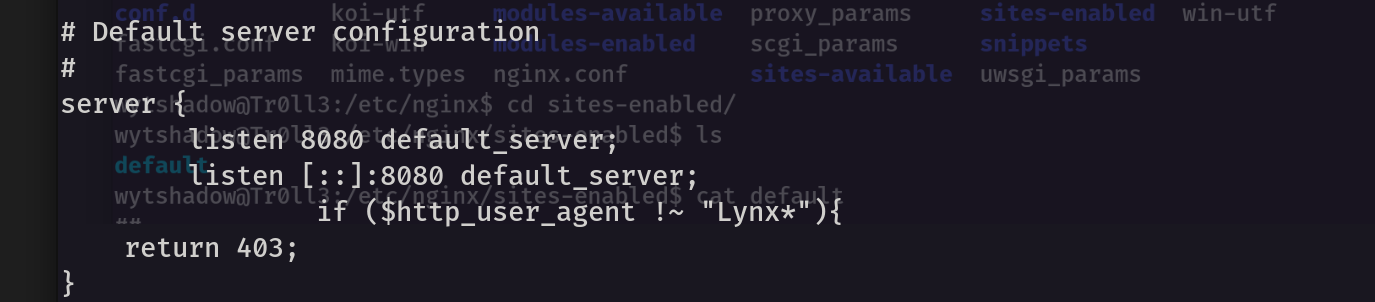 conf.d koi-utf modules-available proxy_params sites-enabled win-utf
# Default server configuration
fastcgi.conf koi-win modules-enabled scgi_params snippets
#
fastcgi_params mime.types nginx.conf sites-available uwsgi_params
server {
wytshadow@Tr0ll3:/etc/nginx$ cd sites-enabled/
wytshadow@Tr0ll3:/etc/nginx/sites-enabled$ ls
listen 8080 default_server;
default
listen [::]:8080 default_server;
wytshadow@Tr0ll3:/etc/nginx/sites-enabled$ cat default
if ($http_user_agent !~ "Lynx*"){
return 403;
}